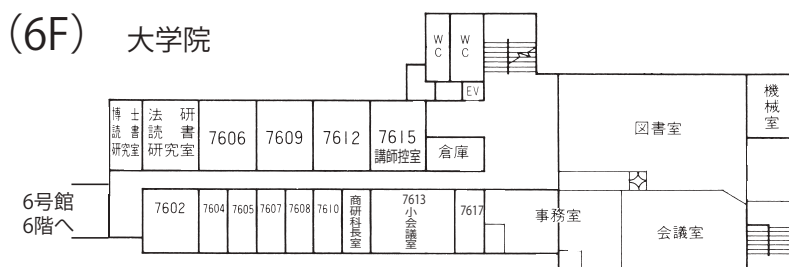 (6F) 大学院
WC
WC
EV
博士
読書
研究室
法研
読書
研究室
7606
7609
7612
7615
講師控室
倉庫
図書室
機械室
6号館
6階へ
7602
7604
7605
7607
7608
7610
商研科長室
7613
小会議室
7617
事務室
会議室